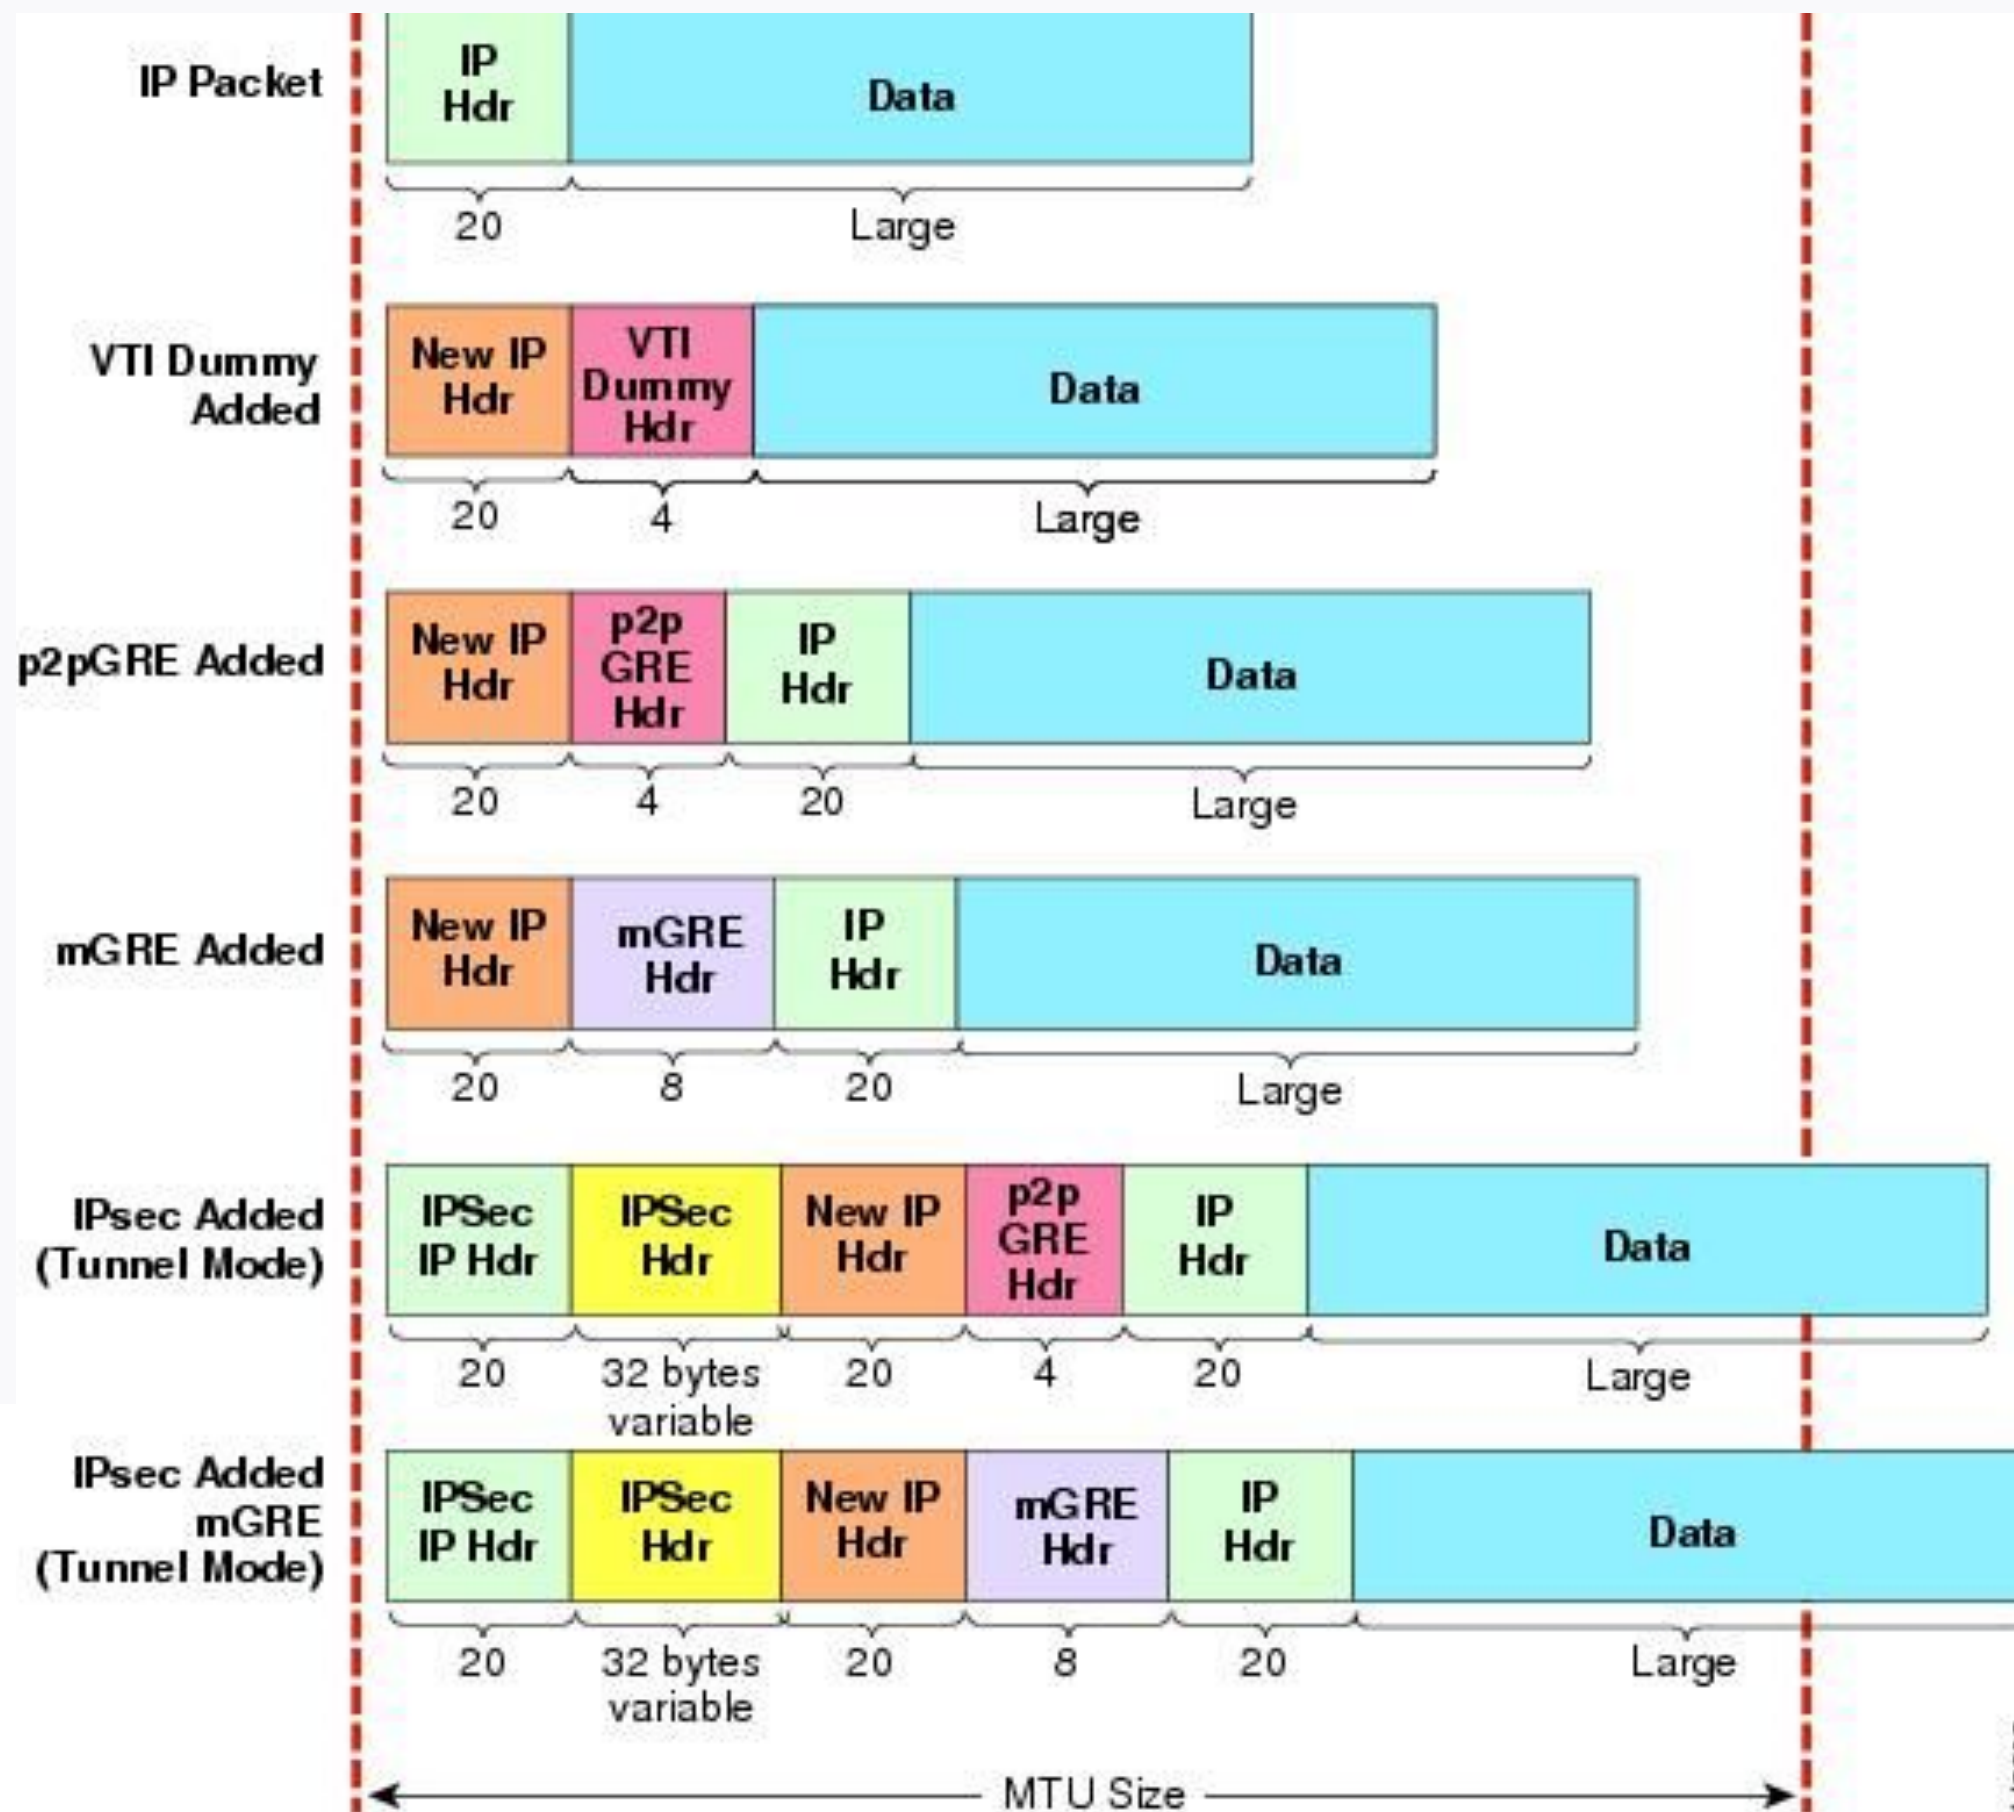 IP Packet
IP
Hdr
Data
20
Large
VTI Dummy
Added
New IP
Hdr
VTI
Dummy
Hdr
Data
20
4
Large
p2pGRE Added
New IP
Hdr
p2p
GRE
Hdr
IP
Hdr
Data
20
4
20
Large
mGRE Added
New IP
Hdr
mGRE
Hdr
IP
Hdr
Data
20
8
20
Large
IPsec Added
(Tunnel Mode)
IPSec
IP Hdr
IPSec
Hdr
New IP
Hdr
p2p
GRE
Hdr
IP
Hdr
Data
20
32 bytes
variable
20
4
20
Large
IPsec Added
mGRE
(Tunnel Mode)
IPSec
IP Hdr
IPSec
Hdr
New IP
Hdr
mGRE
Hdr
IP
Hdr
Data
20
32 bytes
variable
20
8
20
Large
MTU Size